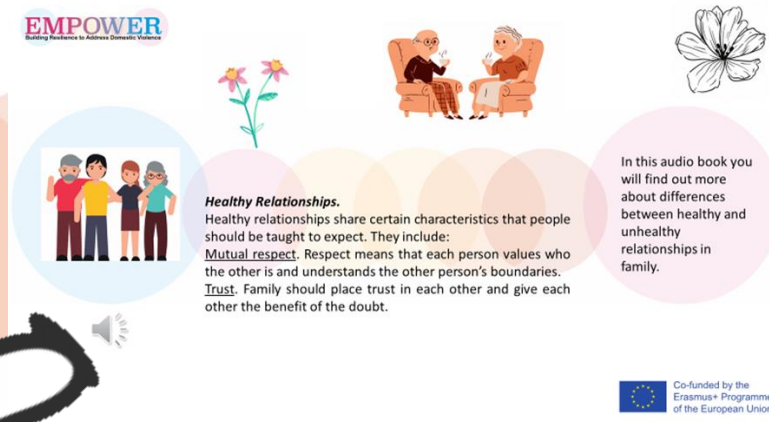 EMPOWER
Building Resilience to Address Domestic Violence
Healthy Relationships.
Healthy relationships share certain characteristics that people
should be taught to expect. They include:
Mutual respect. Respect means that each person values who
the other is and understands the other person's boundaries.
Trust. Family should place trust in each other and give each
other the benefit of the doubt.
In this audio book you
will find out more
about differences
between healthy and
unhealthy
relationships in
family.
Co-funded by the
Erasmus+ Programme
of the European Union